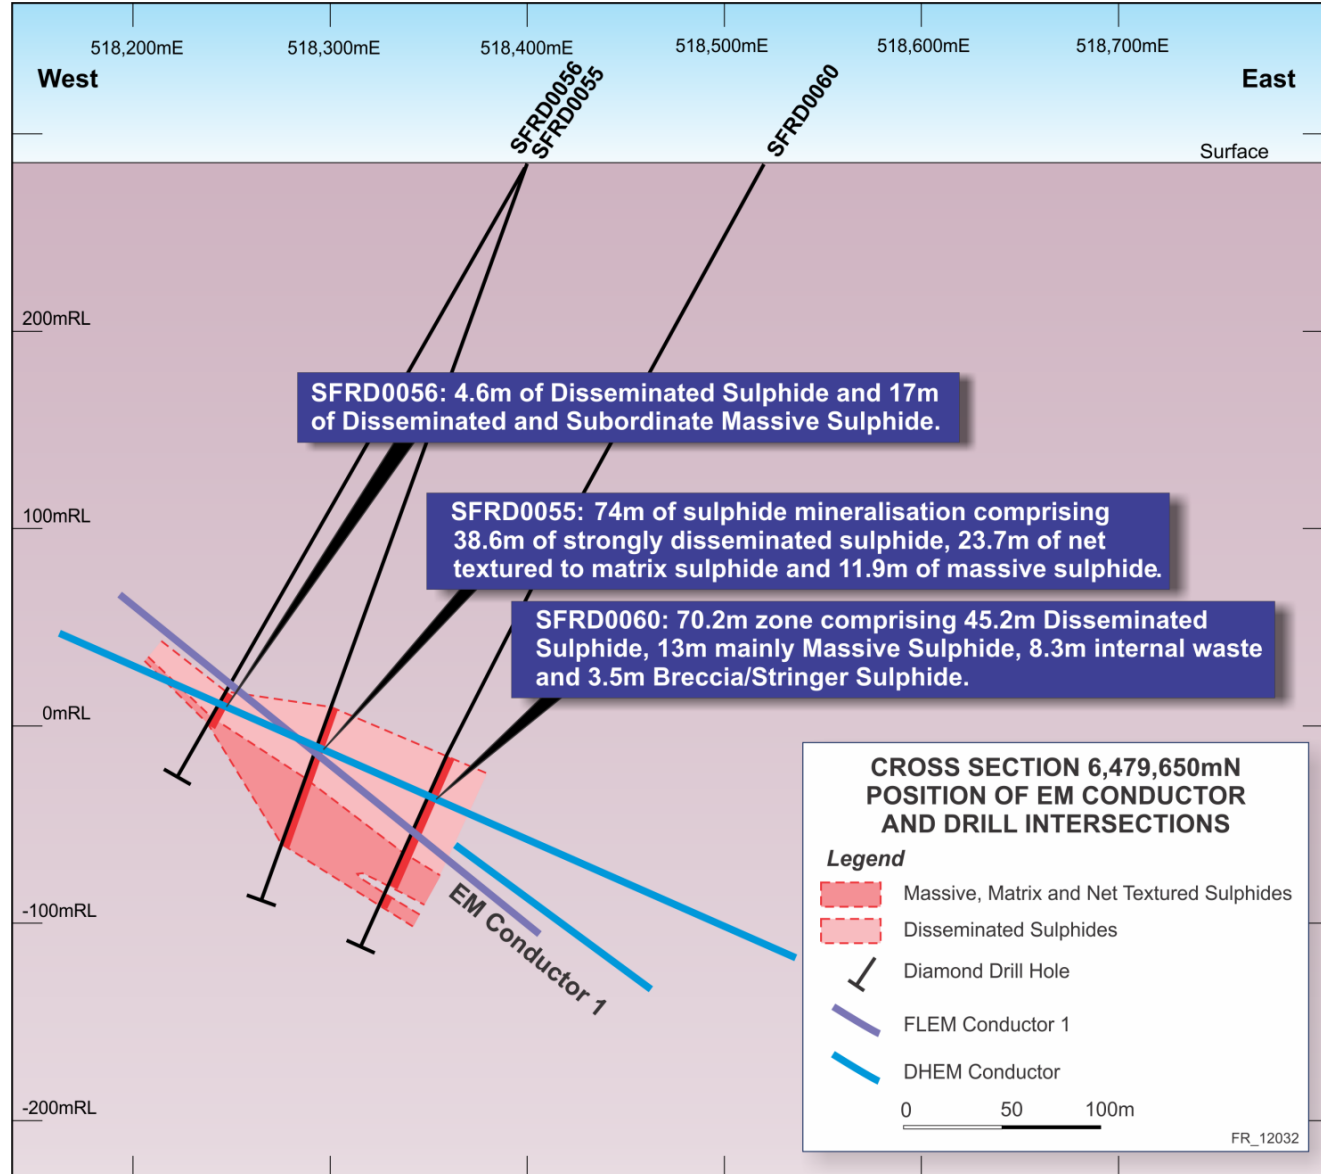 518,200mE 518,300mE 518,400mE 518,500mE 518,600mE 518,700mE
West
East
SFRD0056
SFRD0055
SFRD0060
Surface
200mRL
SFRD0056: 4.6m of Disseminated Sulphide and 17m
of Disseminated and Subordinate Massive Sulphide.
100mRL
SFRD0055: 74m of sulphide mineralisation comprising
38.6m of strongly disseminated sulphide, 23.7m of net
textured to matrix sulphide and 11.9m of massive sulphide.
SFRD0060: 70.2m zone comprising 45.2m Disseminated
Sulphide, 13m mainly Massive Sulphide, 8.3m internal waste
and 3.5m Breccia/Stringer Sulphide.
0mRL
-100mRL
EM Conductor 1
-200mRL
CROSS SECTION 6,479,650mN
POSITION OF EM CONDUCTOR
AND DRILL INTERSECTIONS
Legend
Massive, Matrix and Net Textured Sulphides
Disseminated Sulphides
Diamond Drill Hole
FLEM Conductor 1
DHEM Conductor
0 50 100m
FR_12032